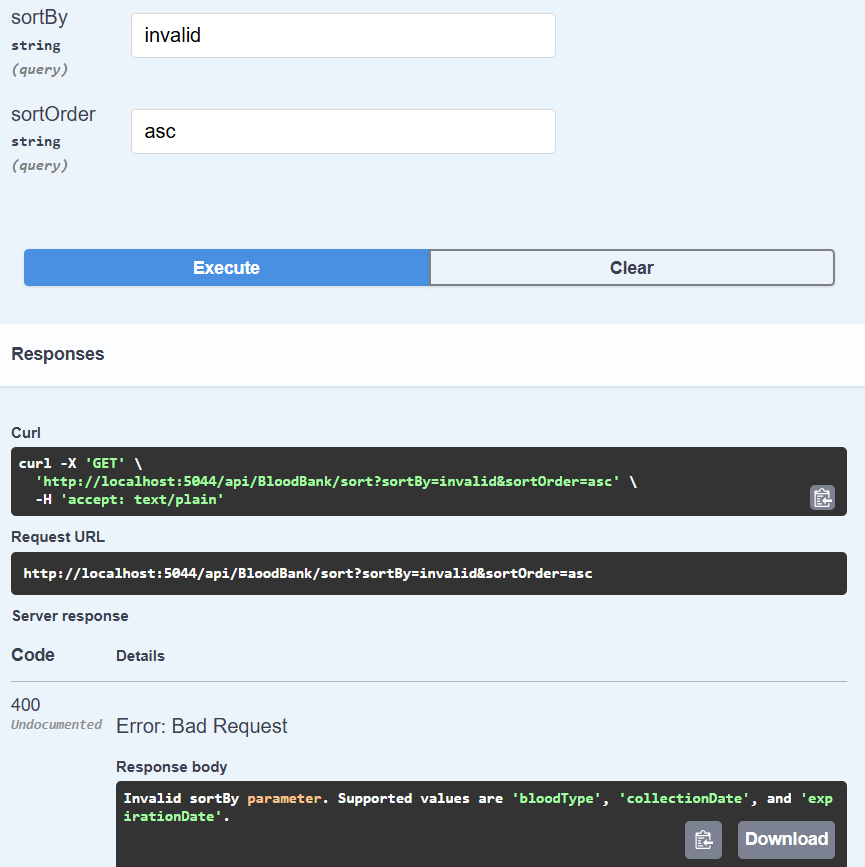 sortBy
string
(query)
invalid
sortOrder
string
(query)
asc
Execute
Clear
Responses
Curl
curl -X 'GET' \
'http://localhost:5044/api/BloodBank/sort?sortBy=invalid&sortOrder=asc' \
-H 'accept: text/plain'
Request URL
http://localhost:5044/api/BloodBank/sort?sortBy=invalid&sortOrder=asc
Server response
Code Details
400
Undocumented
Error: Bad Request
Response body
Invalid sortBy parameter. Supported values are 'bloodType', 'collectionDate', and 'exp
irationDate'.
Download